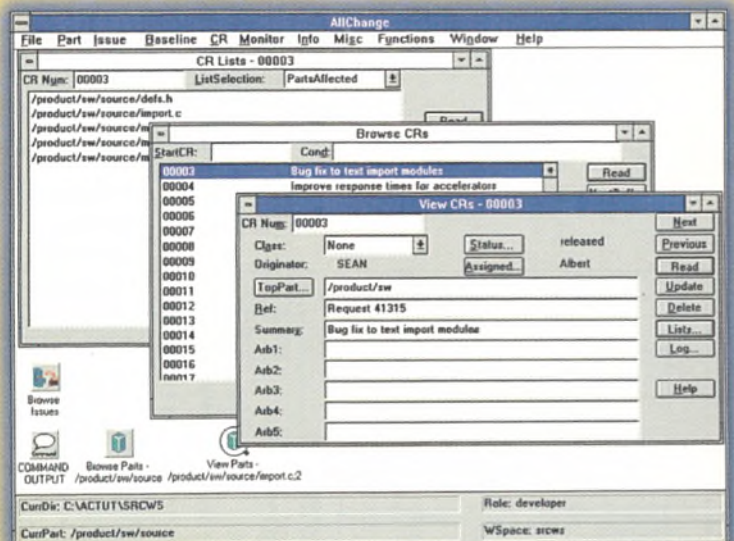 AllChange
File Part Issue Baseline CR Monitor Info Misc Functions Window Help
CR Lists - 00003
CR Num: 00003 ListSelection: PartsAffected
/product/sw/source/defs.h
/product/sw/source/import.c
/product/sw/source/m
/product/sw/source/m
/product/sw/source/m
Read
Browse CRs
StartCR: Cond:
00003 Bug fix to text import modules
00004 Improve response times for accelerators
00005
00006
00007
00008
00009
00010
00011
00012
00013
00014
00015
00016
00017
Read
View CRs - 00003
CR Num: 00003
Class: None Status... released
Originator: SEAN Assigned... Albert
TopPart... /product/sw
Ref: Request 41315
Summary: Bug fix to text import modules
Arb1:
Arb2:
Arb3:
Arb4:
Arb5:
Next
Previous
Read
Update
Delete
Lists...
Log...
Help
Browse
Issues
COMMAND
OUTPUT
Browse Parts -
/product/sw/source
View Parts -
/product/sw/source/import.c;2
CurrDir: C:\ACTUT\SRCWS Role: developer
CurrPart: /product/sw/source WSpace: srcws